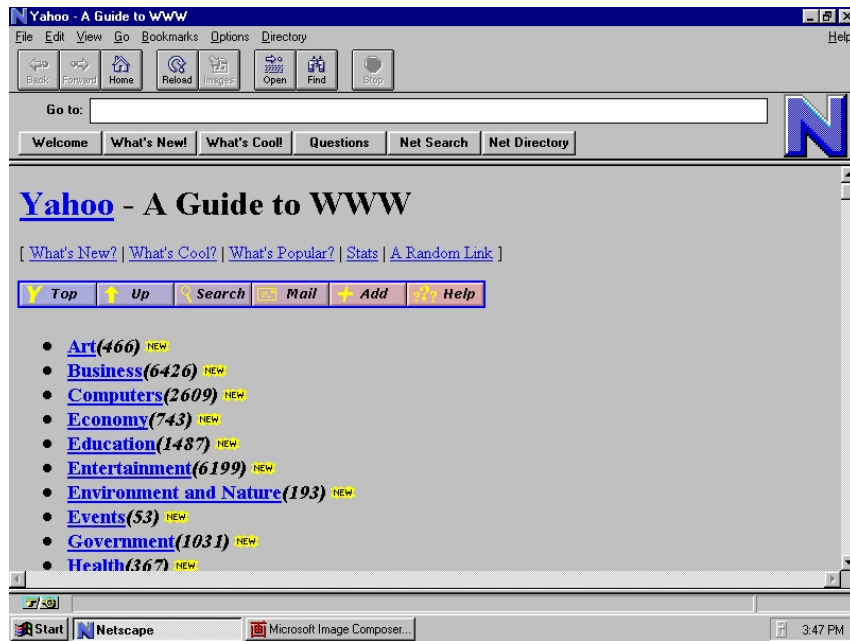 Yahoo - A Guide to WWW
File Edit View Go Bookmarks Options Directory Help
Back Forward Home Reload Images Open Find Stop
Go to:
Welcome What's New! What's Cool! Questions Net Search Net Directory
Yahoo - A Guide to WWW
[ What's New? | What's Cool? | What's Popular? | Stats | A Random Link ]
Y Top Up Search Mail Add ??? Help
Art(466) NEW
Business(6426) NEW
Computers(2609) NEW
Economy(743) NEW
Education(1487) NEW
Entertainment(6199) NEW
Environment and Nature(193) NEW
Events(53) NEW
Government(1031) NEW
Health(367) NEW
Start Netscape Microsoft Image Composer... 3:47 PM